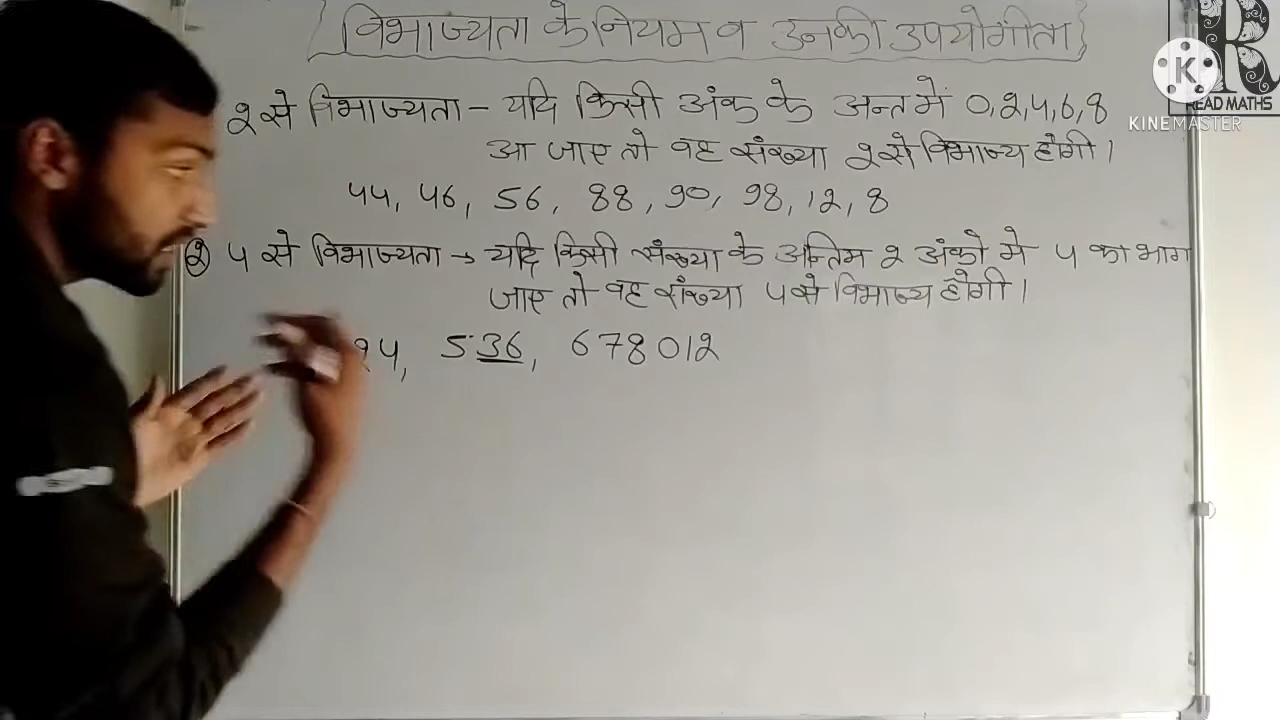 विभाज्यता के नियम व उनकी उपयोगीता
READ MATHS
KINEMASTER
2 से विभाज्यता - यदि किसी अंक के अन्त में 0,2,4,6,8
आ जाए तो वह संख्या 2 से विभाज्य होगी।
44, 46, 56, 88, 90, 98, 12, 8
② 4 से विभाज्यता → यदि किसी संख्या के अन्तिम 2 अंको मे 4 का भाग
जाए तो वह संख्या 4 से विभाज्य होगी।
24, 536, 678012